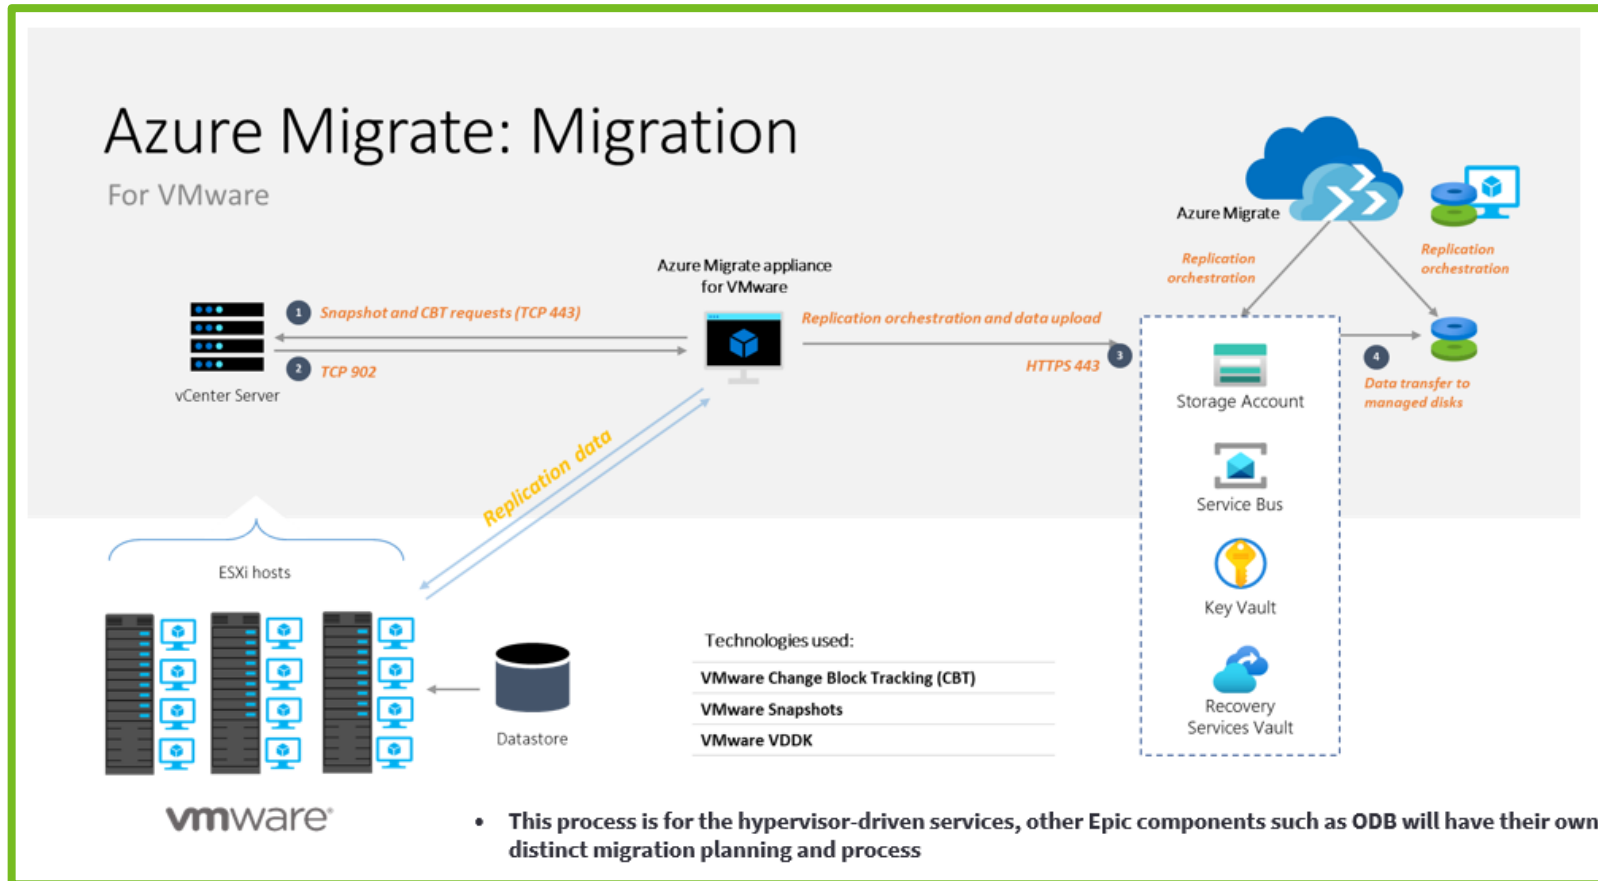 Azure Migrate: Migration
For VMware
Azure Migrate
Replication
orchestration
Replication
orchestration
Azure Migrate appliance
for VMware
1
Snapshot and CBT requests (TCP 443)
2
TCP 902
vCenter Server
Replication orchestration and data upload
HTTPS 443
3
4
Data transfer to
managed disks
Storage Account
Service Bus
Key Vault
Recovery
Services Vault
Replication data
ESXi hosts
Datastore
Technologies used:
VMware Change Block Tracking (CBT)
VMware Snapshots
VMware VDDK
vmware®
• This process is for the hypervisor-driven services, other Epic components such as ODB will have their own
distinct migration planning and process